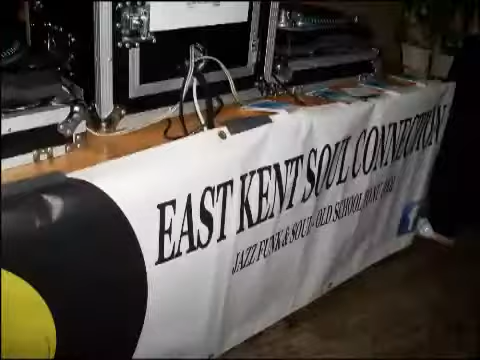 EAST KENT SOUL CONNECTION
JAZZ FUNK & SOUL - OLD SCHOOL
f